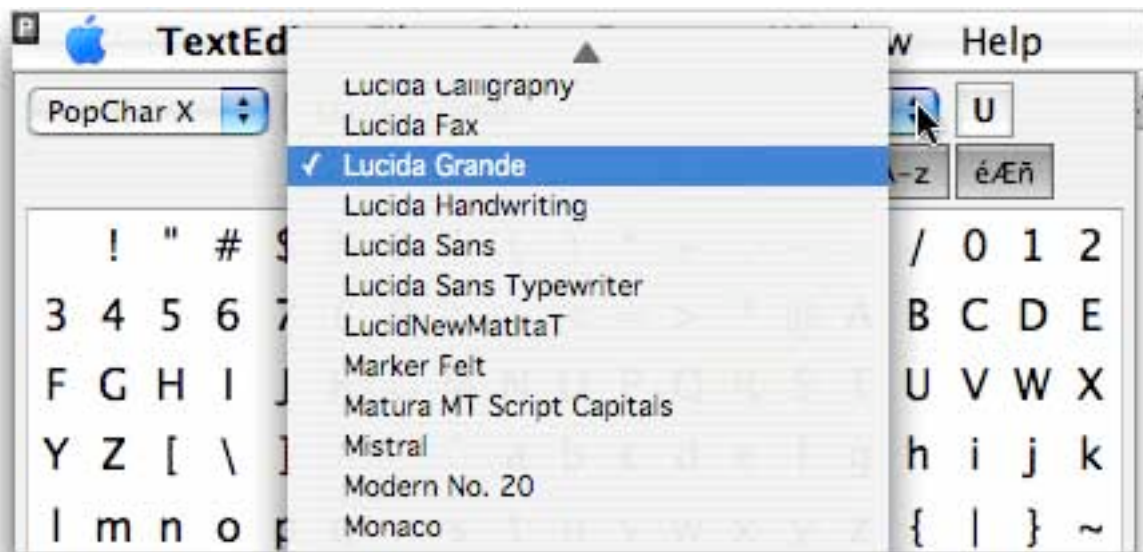 P TextEd w Help
PopChar X U
-z éÆñ
Lucida Calligraphy
Lucida Fax
✓ Lucida Grande
Lucida Handwriting
Lucida Sans
Lucida Sans Typewriter
LucidNewMatItaT
Marker Felt
Matura MT Script Capitals
Mistral
Modern No. 20
Monaco
! " # $ / 0 1 2
3 4 5 6 7 B C D E
F G H I J U V W X
Y Z [ \ ] h i j k
l m n o p { | } ~